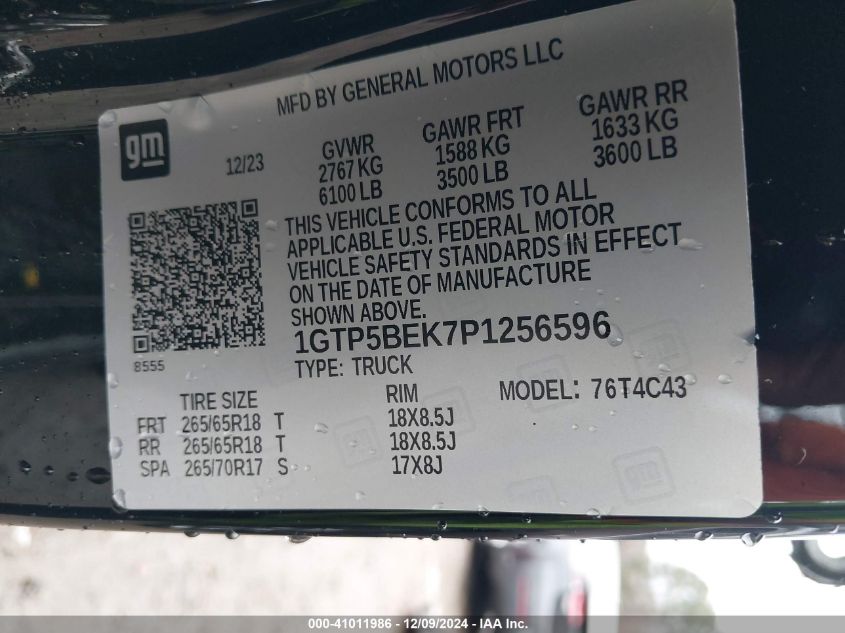 MFD BY GENERAL MOTORS LLC
gm
12/23
GVWR
2767 KG
6100 LB
GAWR FRT
1588 KG
3500 LB
GAWR RR
1633 KG
3600 LB
THIS VEHICLE CONFORMS TO ALL
APPLICABLE U.S. FEDERAL MOTOR
VEHICLE SAFETY STANDARDS IN EFFECT
ON THE DATE OF MANUFACTURE
SHOWN ABOVE.
1GTP5BEK7P1256596
TYPE: TRUCK
8555
MODEL: 76T4C43
TIRE SIZE RIM
FRT 265/65R18 T 18X8.5J
RR 265/65R18 T 18X8.5J
SPA 265/70R17 S 17X8J
000-41011986 - 12/09/2024 - IAA Inc.